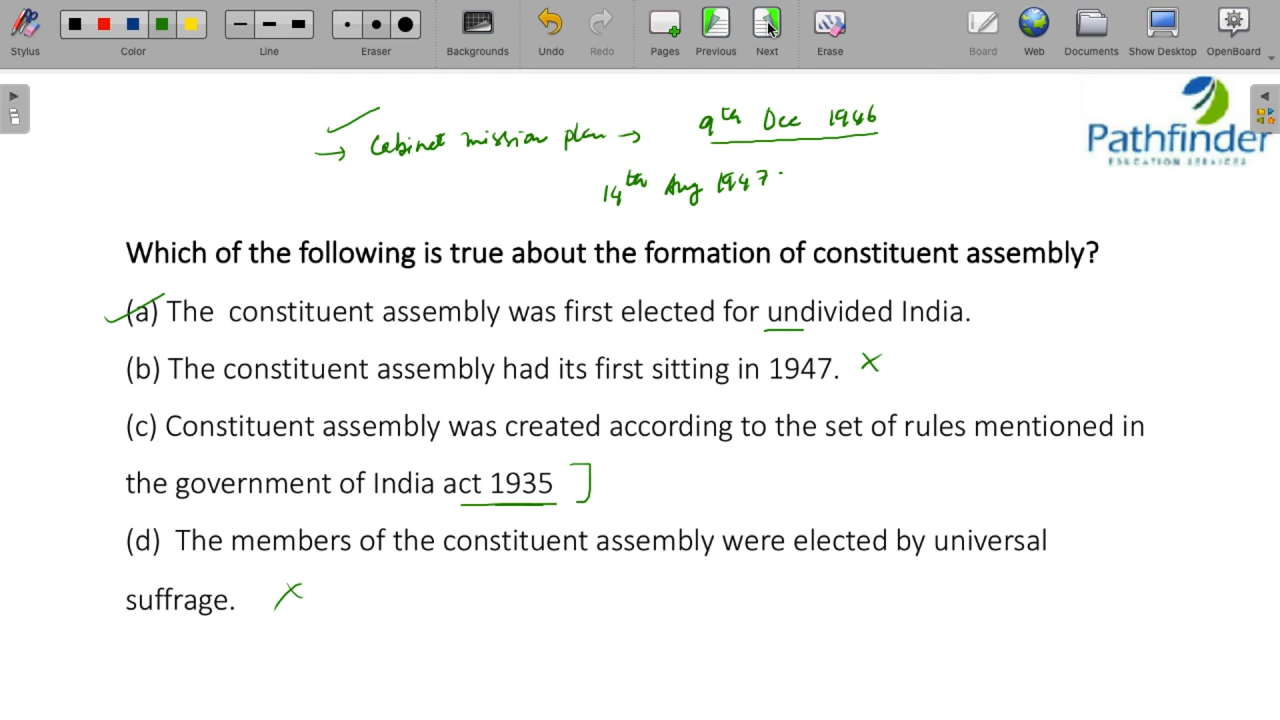 Stylus Color Line Eraser Backgrounds Undo Redo Pages Previous Next Erase Board Web Documents Show Desktop OpenBoard
→ Cabinet mission plan → 9th Dec 1946
14th Aug 1947.
Pathfinder
EDUCATION SERVICES
Which of the following is true about the formation of constituent assembly?
(a) The constituent assembly was first elected for undivided India.
(b) The constituent assembly had its first sitting in 1947. ×
(c) Constituent assembly was created according to the set of rules mentioned in
the government of India act 1935 ]
(d) The members of the constituent assembly were elected by universal
suffrage. ×